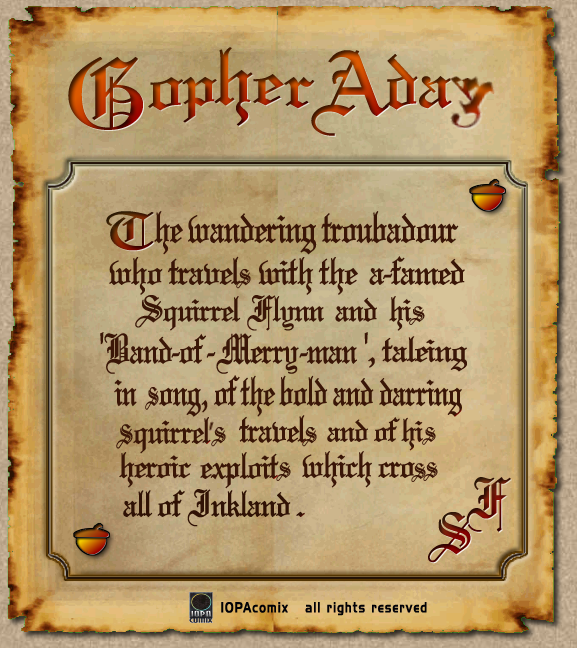 Gopher Aday
The wandering troubadour
who travels with the a-famed
Squirrel Flynn and his
'Band-of-Merry-man', taleing
in song, of the bold and darring
squirrel's travels and of his
heroic exploits which cross
all of Inkland.
SF
IOPAcomix all rights reserved